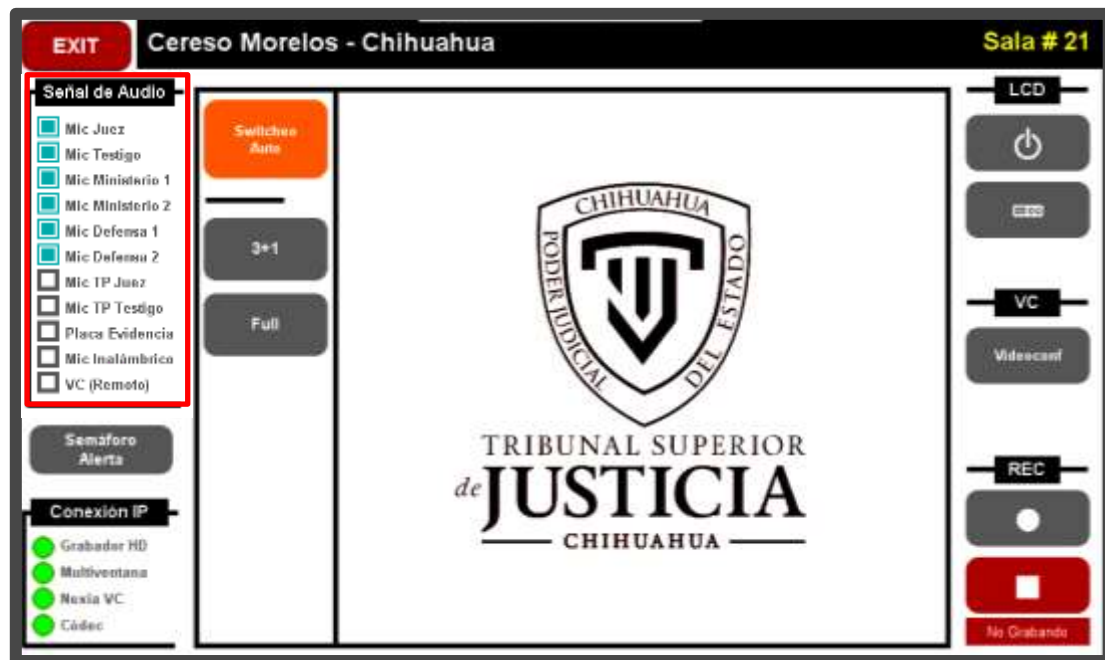 EXIT
Cereso Morelos - Chihuahua
Sala # 21
Señal de Audio
Mic Juez
Mic Testigo
Mic Ministerio 1
Mic Ministerio 2
Mic Defensa 1
Mic Defensa 2
Mic TP Juez
Mic TP Testigo
Placa Evidencia
Mic Inalámbrico
VC (Remoto)
Semáforo
Alerta
Conexión IP
Grabador HD
Multiventana
Nexia VC
Códec
Switcheo
Auto
3+1
Full
CHIHUAHUA
PODER JUDICIAL
DEL ESTADO
TRIBUNAL SUPERIOR
de JUSTICIA
CHIHUAHUA
LCD
VC
Videoconf
REC
No Grabando